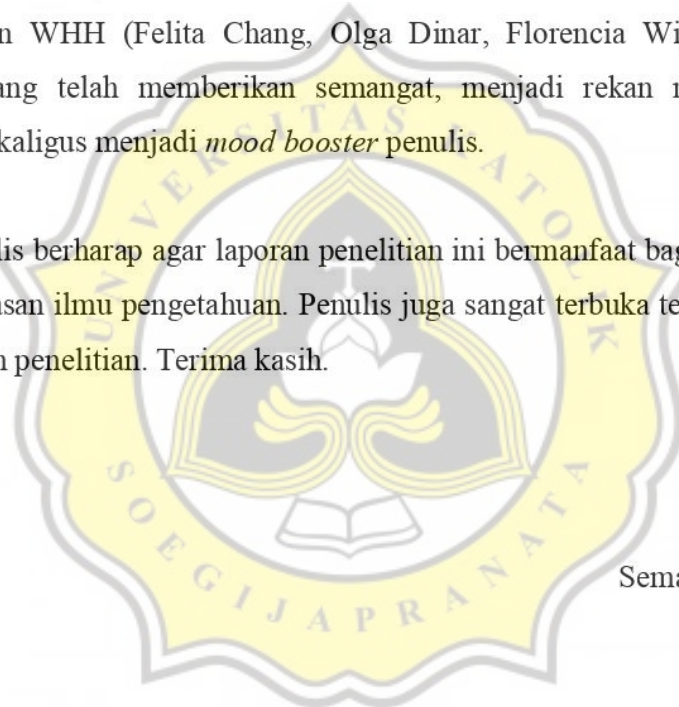 n WHH (Felita Chang, Olga Dinar, Florencia Wi
ang telah memberikan semangat, menjadi rekan
kaligus menjadi mood booster penulis.
lis berharap agar laporan penelitian ini bermanfaat bag
asan ilmu pengetahuan. Penulis juga sangat terbuka te
n penelitian. Terima kasih.
Sema
UNIVERSITAS KATOLIK
SOEGIJAPRANATA